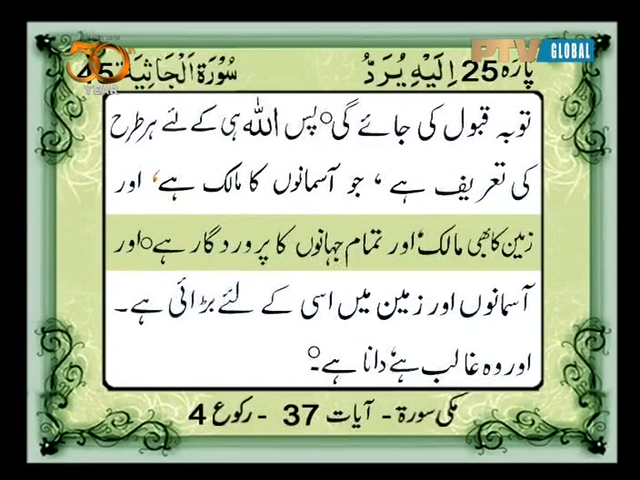 50th
YEAR
PTV GLOBAL
پارہ 25 اِلَیْهِ یُرَدُّ سُوْرَۃ اَلْجَاثِیَۃ 45
توبہ قبول کی جائے گی○ پس اللہ ہی کے لئے ہر طرح
کی تعریف ہے ، جو آسمانوں کا مالک ہے ، اور
زمین کا بھی مالک ، اور تمام جہانوں کا پروردگار ہے○ اور
آسمانوں اور زمین میں اسی کے لئے بڑائی ہے ۔
اور وہ غالب ہے ، دانا ہے ۔○
مکی سورۃ - آیات 37 - رکوع 4